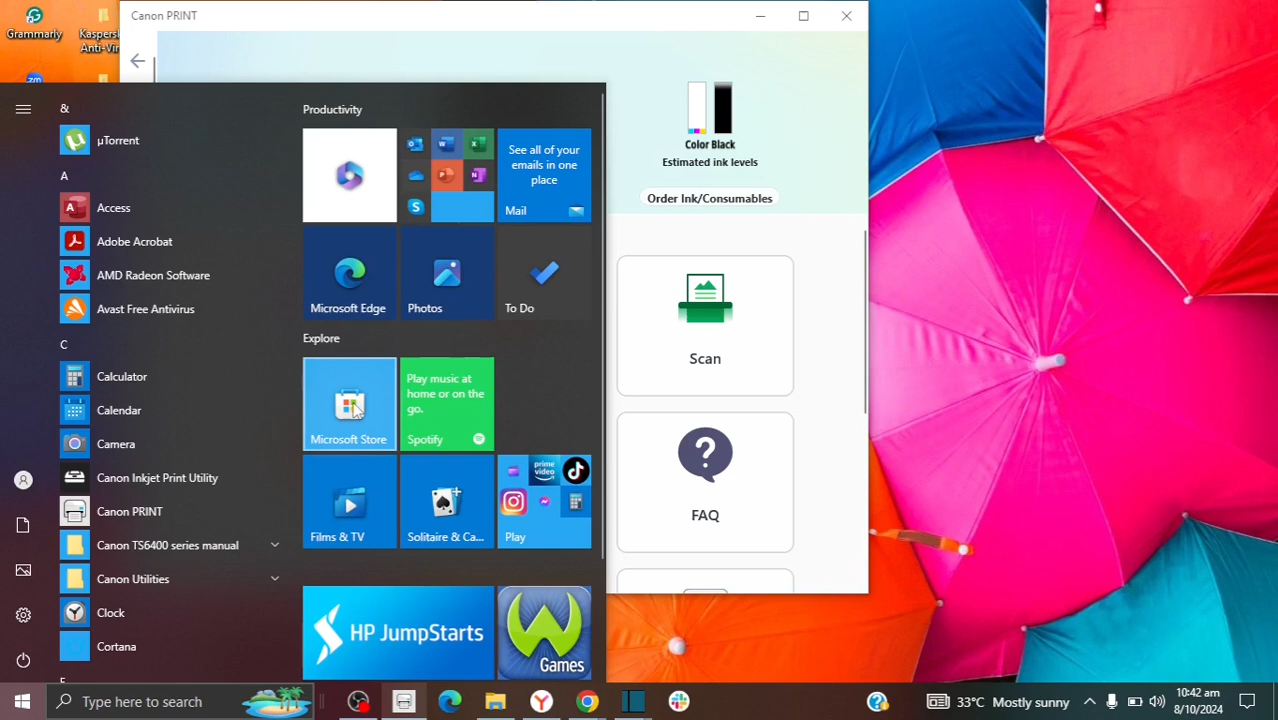 Grammarly
Kaspers
Anti-Vir
zm
Canon PRINT
Color Black
Estimated ink levels
Order Ink/Consumables
Scan
FAQ
&
µTorrent
A
Access
Adobe Acrobat
AMD Radeon Software
Avast Free Antivirus
C
Calculator
Calendar
Camera
Canon Inkjet Print Utility
Canon PRINT
Canon TS6400 series manual
Canon Utilities
Clock
Cortana
Productivity
See all of your
emails in one
place
Mail
Microsoft Edge
Photos
To Do
Explore
Microsoft Store
Play music at
home or on the
go.
Spotify
Films & TV
Solitaire & Ca...
prime
video
Play
HP JumpStarts
Games
Type here to search
33°C Mostly sunny
10:42 am
8/10/2024